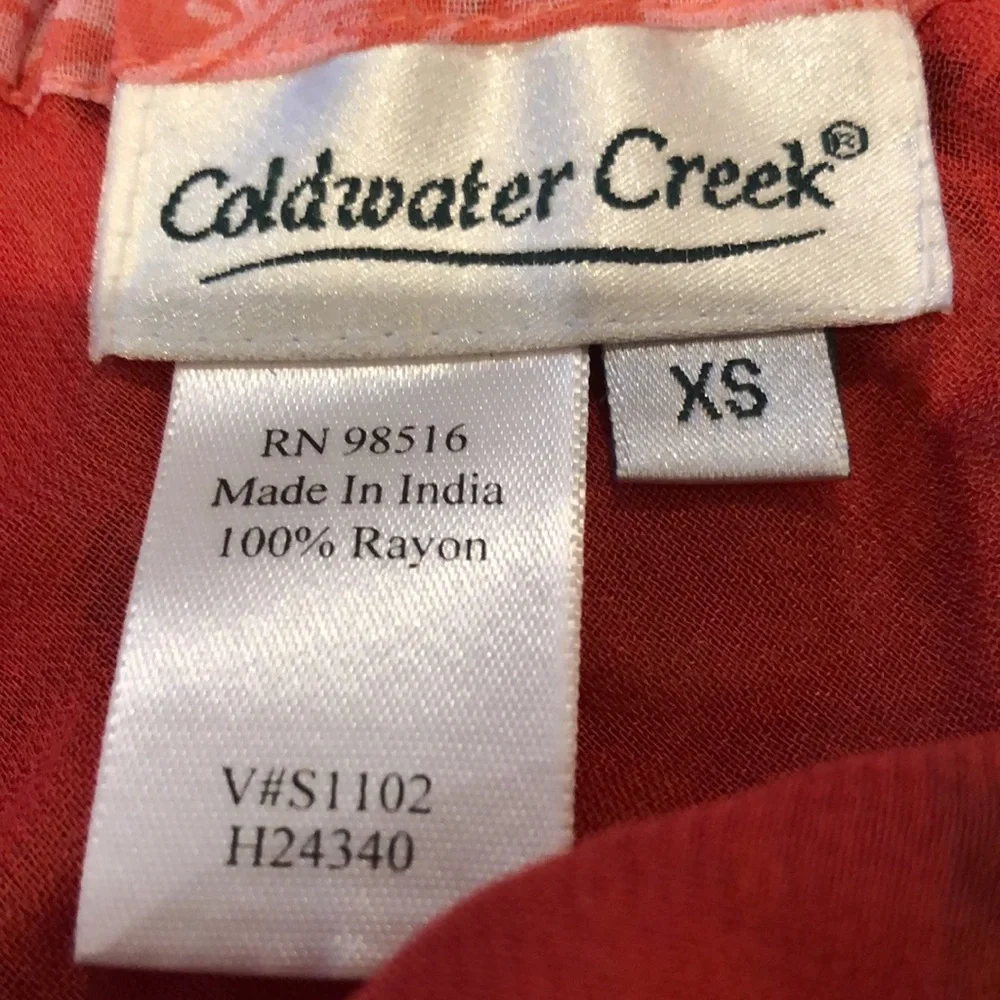 Coldwater Creek®
XS
RN 98516
Made In India
100% Rayon
V#S1102
H24340